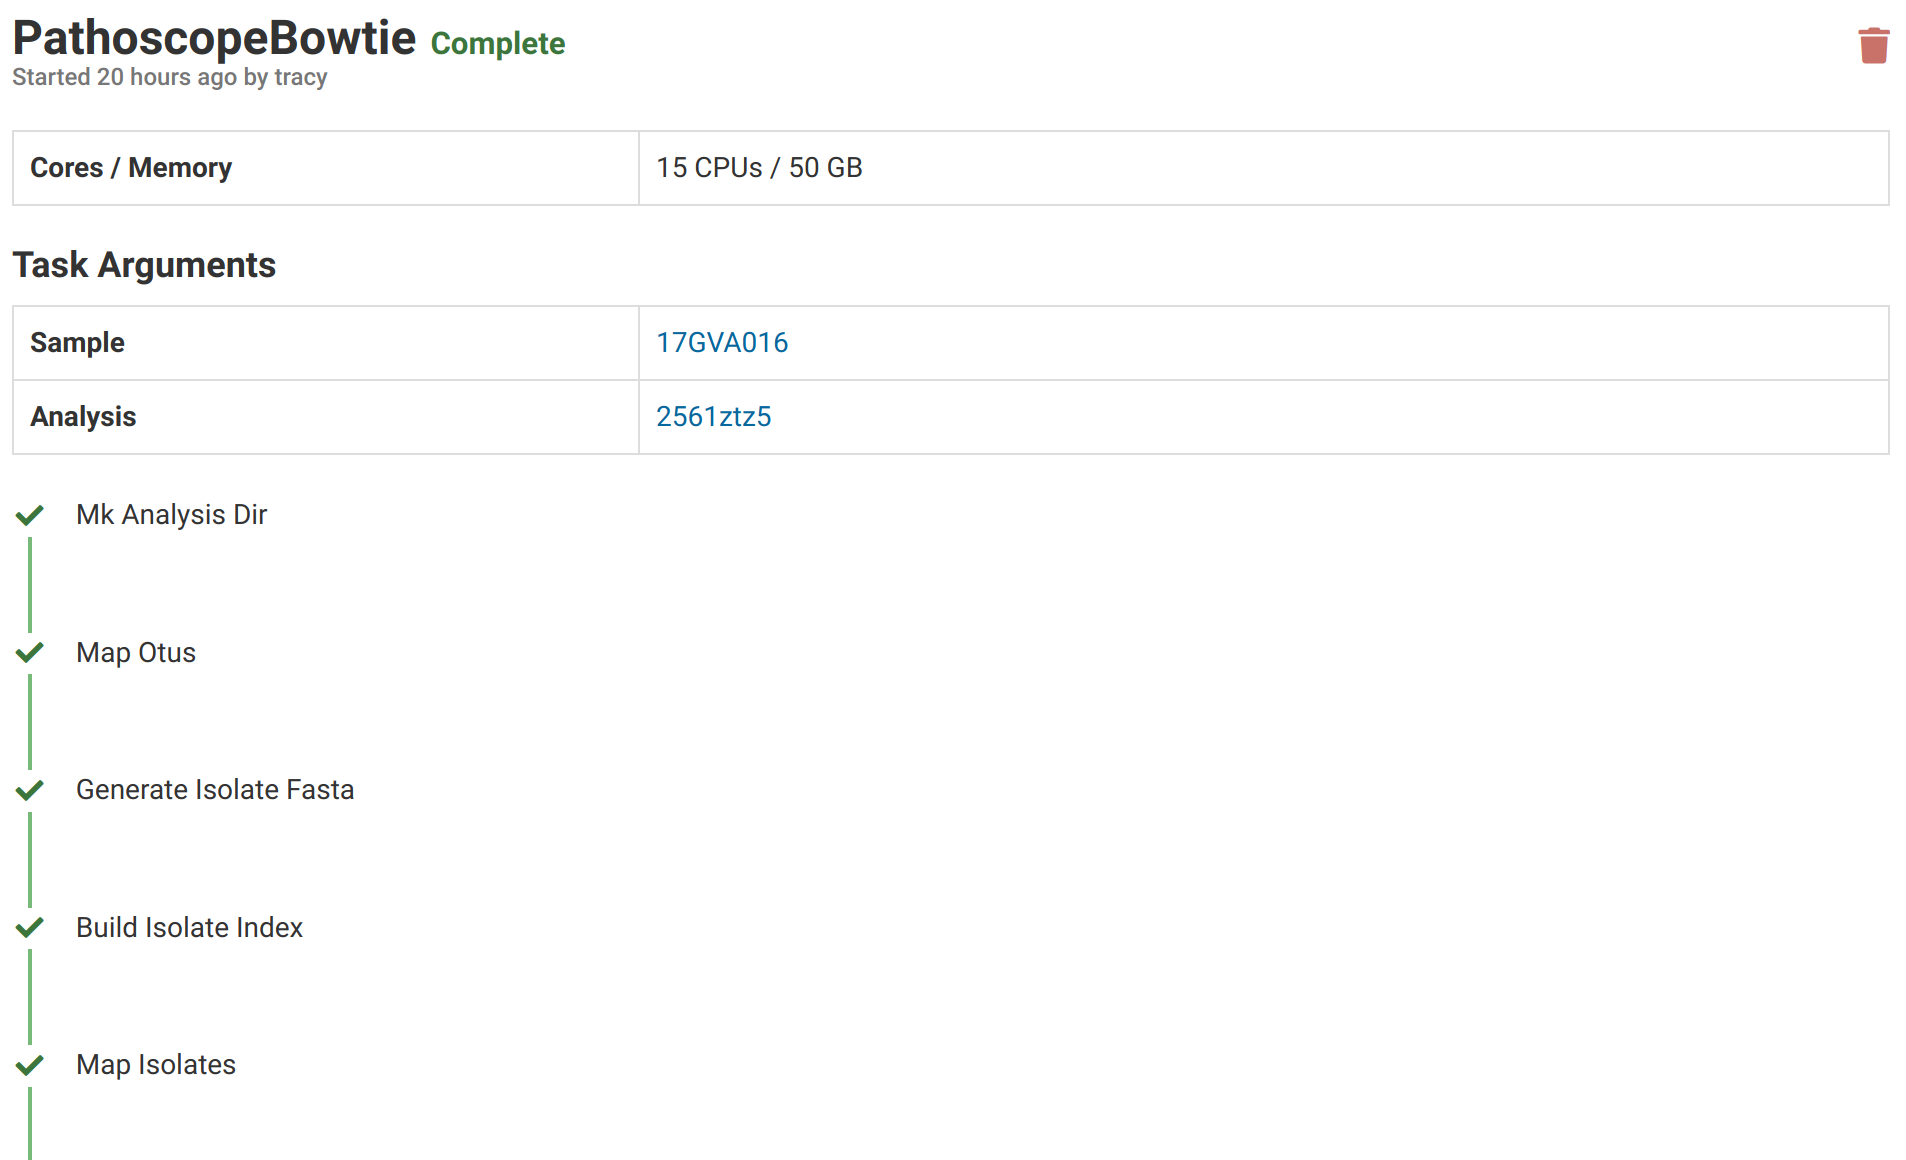 PathoscopeBowtie Complete
Started 20 hours ago by tracy
Cores / Memory 15 CPUs / 50 GB
Task Arguments
Sample 17GVA016
Analysis 2561ztz5
Mk Analysis Dir
Map Otus
Generate Isolate Fasta
Build Isolate Index
Map Isolates